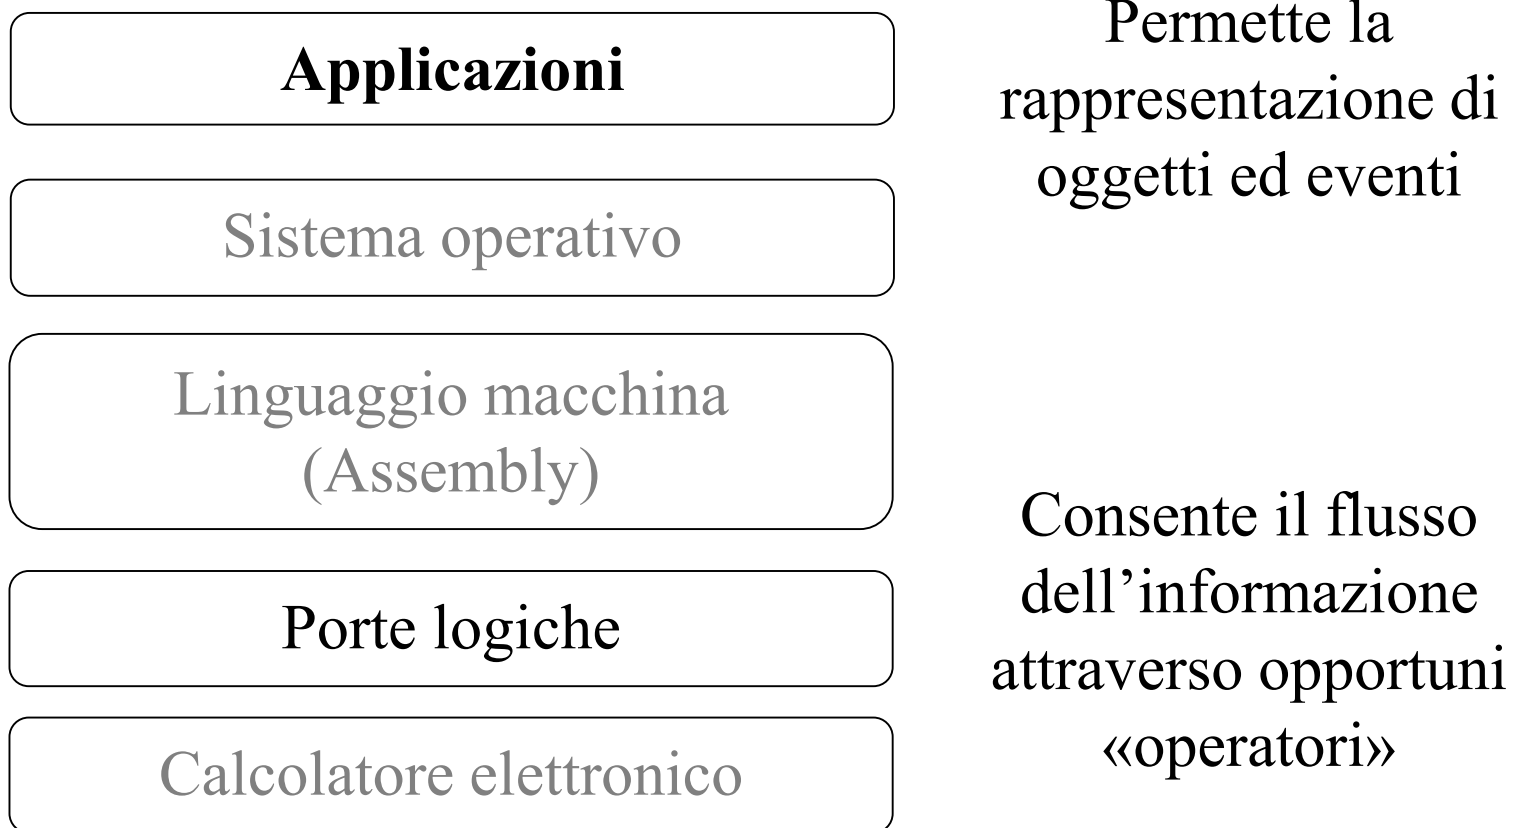 Applicazioni
Sistema operativo
Linguaggio macchina
(Assembly)
Porte logiche
Calcolatore elettronico
Permette la
rappresentazione di
oggetti ed eventi
Consente il flusso
dell’informazione
attraverso opportuni
«operatori»